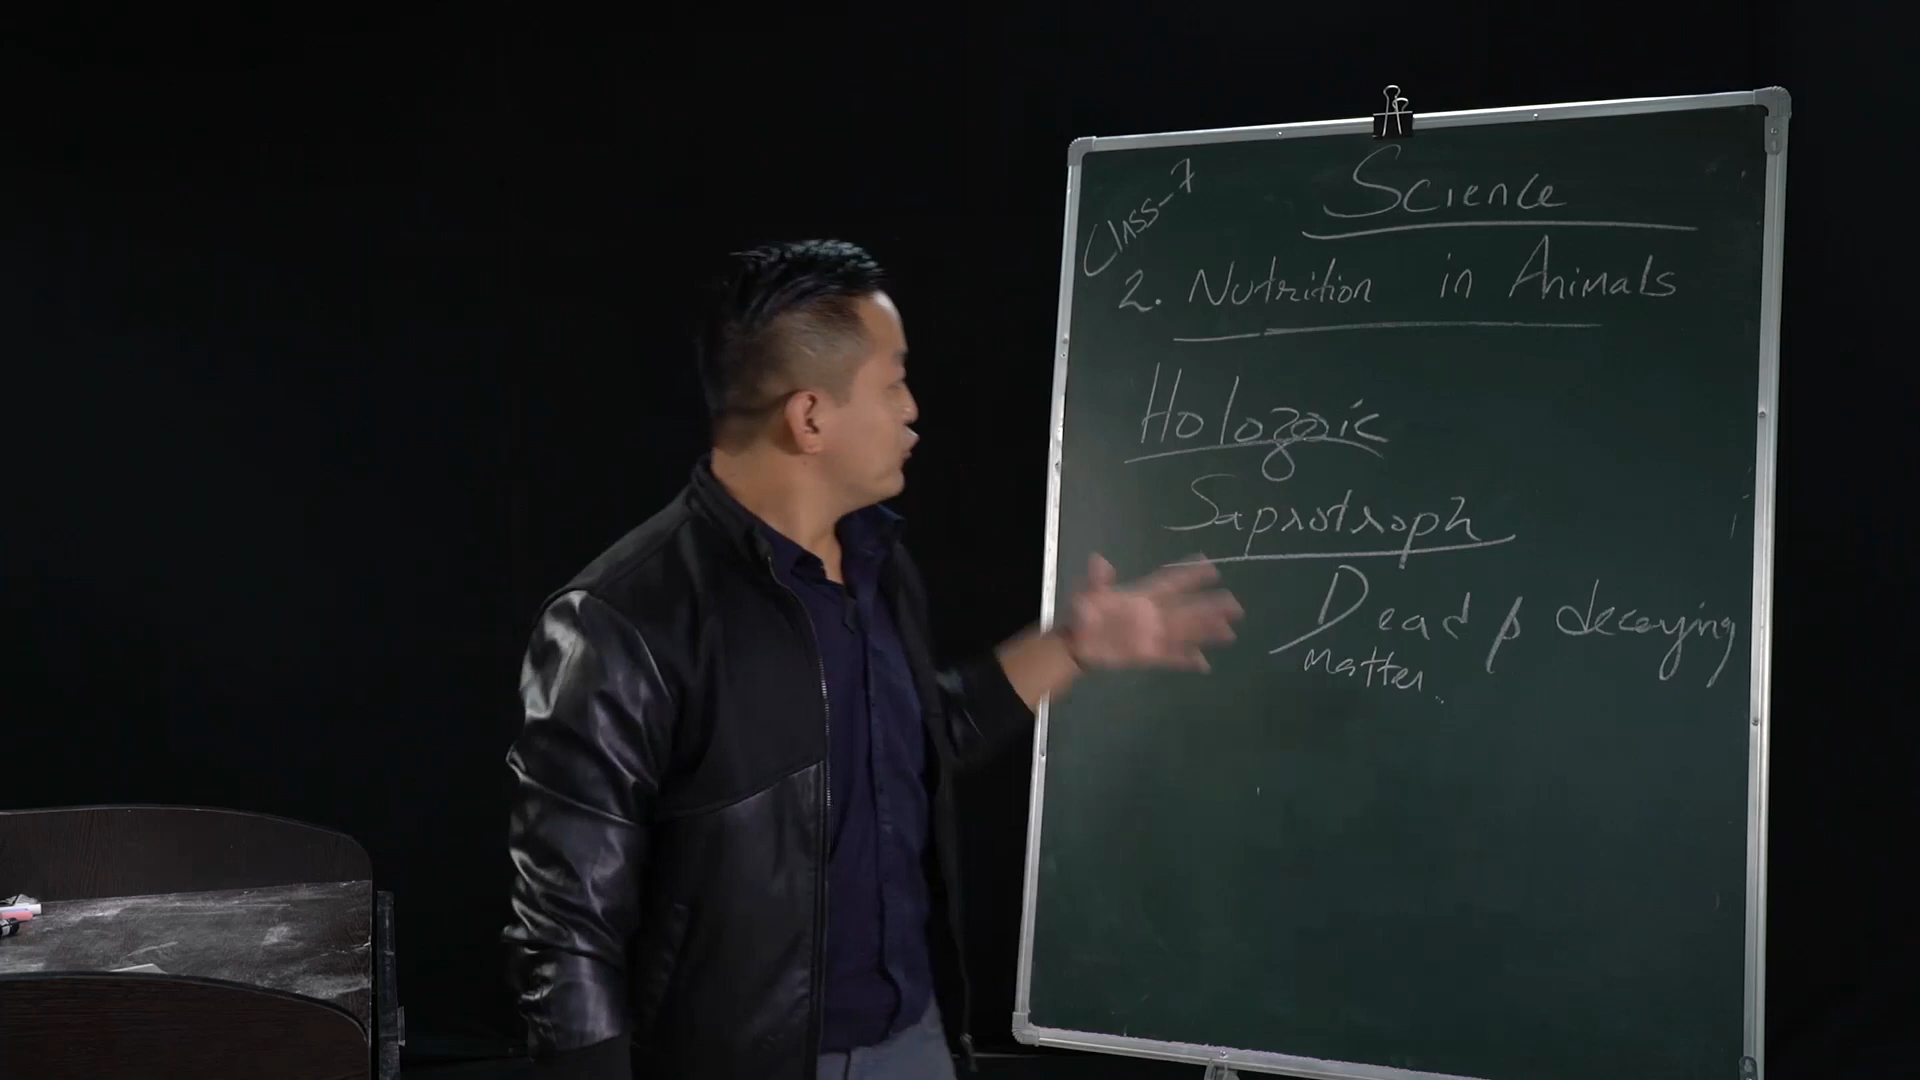 Class-7
Science
2. Nutrition in Animals
Holozoic
Saprotroph
Dead & decaying
matter